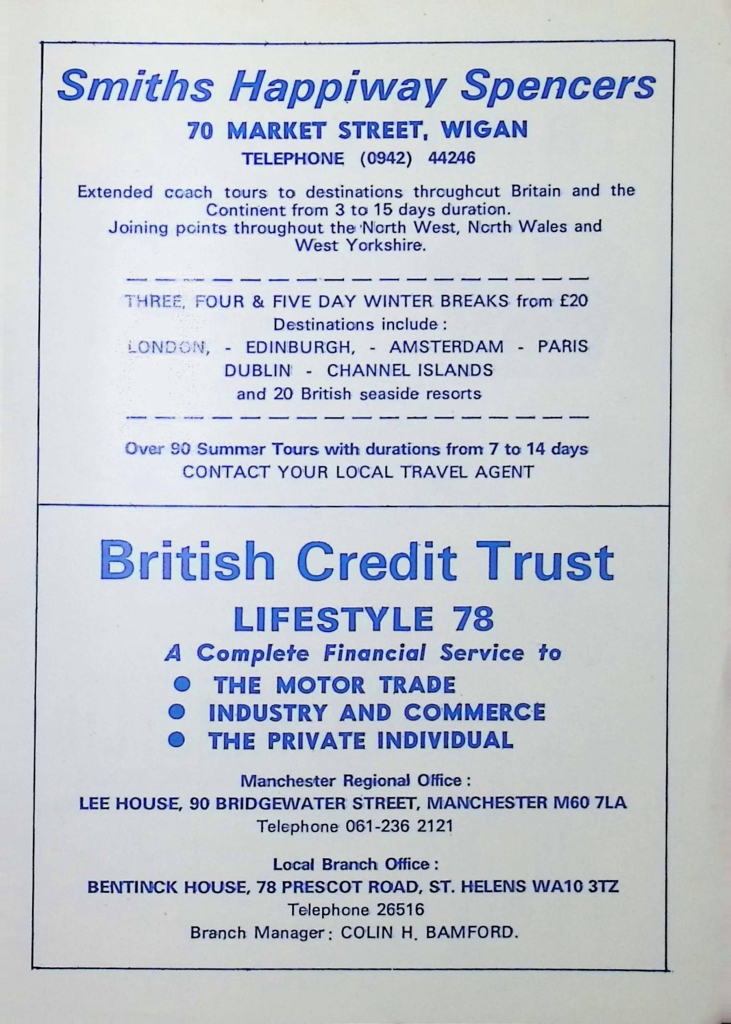 Smiths Happiway Spencers
70 MARKET STREET, WIGAN
TELEPHONE (0942) 44246
Extended coach tours to destinations throughout Britain and the
Continent from 3 to 15 days duration.
Joining points throughout the North West, North Wales and
West Yorkshire.
THREE, FOUR & FIVE DAY WINTER BREAKS from £20
Destinations include :
LONDON, - EDINBURGH, - AMSTERDAM - PARIS
DUBLIN - CHANNEL ISLANDS
and 20 British seaside resorts
Over 90 Summer Tours with durations from 7 to 14 days
CONTACT YOUR LOCAL TRAVEL AGENT
British Credit Trust
LIFESTYLE 78
A Complete Financial Service to
● THE MOTOR TRADE
● INDUSTRY AND COMMERCE
● THE PRIVATE INDIVIDUAL
Manchester Regional Office :
LEE HOUSE, 90 BRIDGEWATER STREET, MANCHESTER M60 7LA
Telephone 061-236 2121
Local Branch Office :
BENTINCK HOUSE, 78 PRESCOT ROAD, ST. HELENS WA10 3TZ
Telephone 26516
Branch Manager : COLIN H. BAMFORD.